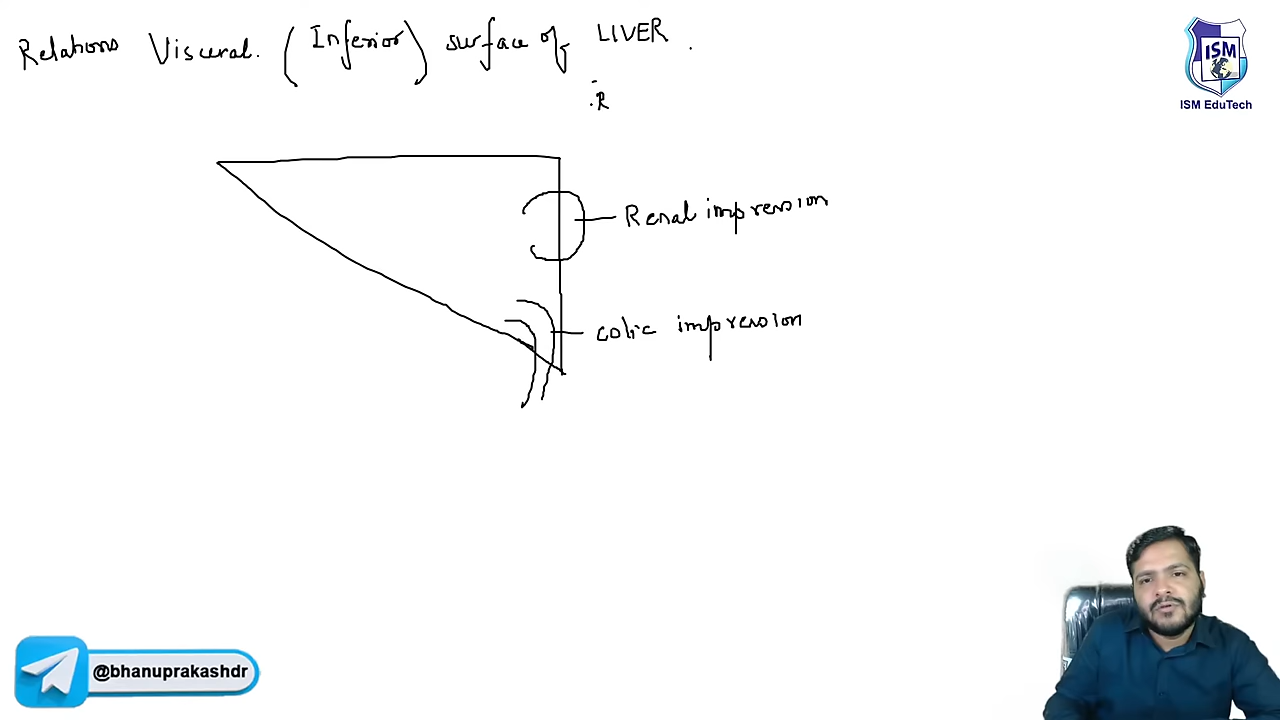 Relations Visceral. (Inferior) surface of LIVER.
R
Renal impression
colic impression
ISM
ISM EduTech
@bhanuprakashdr